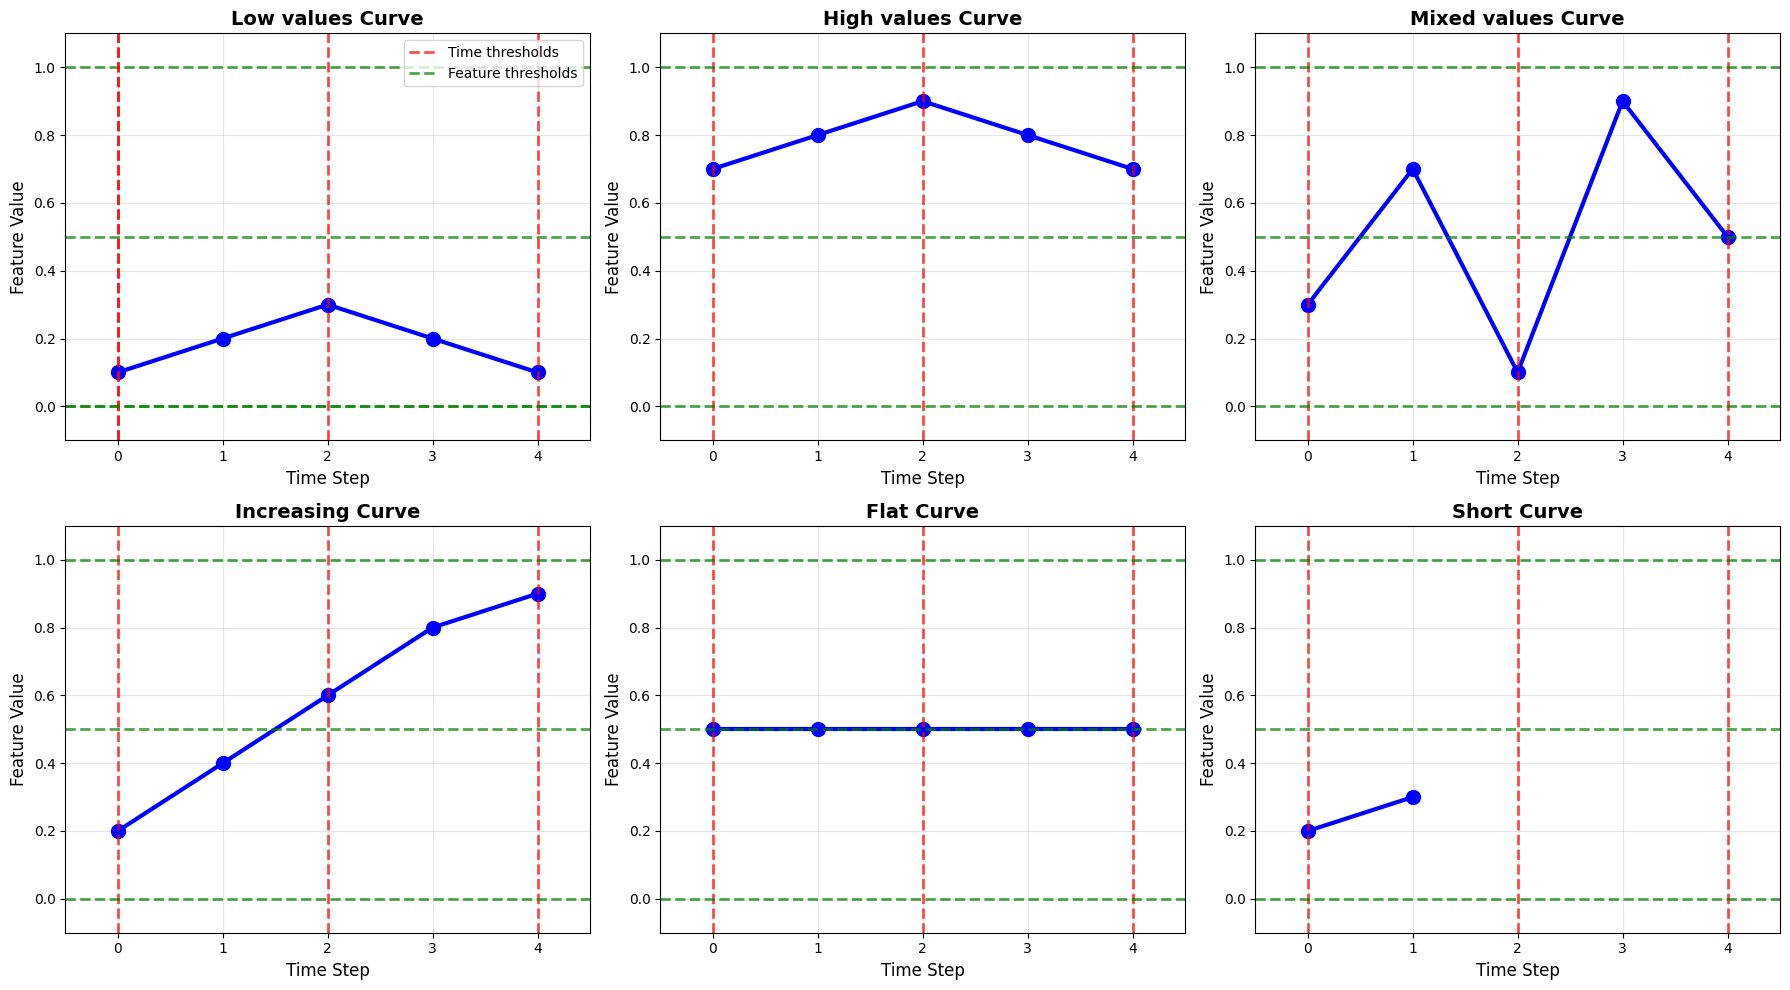 Low values Curve
Time thresholds
Feature thresholds
1.0
0.8
0.6
0.4
0.2
0.0
Feature Value
0 1 2 3 4
Time Step
High values Curve
1.0
0.8
0.6
0.4
0.2
0.0
Feature Value
0 1 2 3 4
Time Step
Mixed values Curve
1.0
0.8
0.6
0.4
0.2
0.0
Feature Value
0 1 2 3 4
Time Step
Increasing Curve
1.0
0.8
0.6
0.4
0.2
0.0
Feature Value
0 1 2 3 4
Time Step
Flat Curve
1.0
0.8
0.6
0.4
0.2
0.0
Feature Value
0 1 2 3 4
Time Step
Short Curve
1.0
0.8
0.6
0.4
0.2
0.0
Feature Value
0 1 2 3 4
Time Step